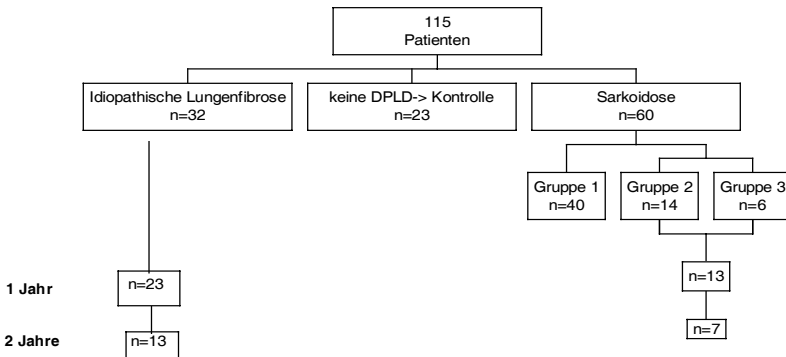 115
Patienten
Idiopathische Lungenfibrose
n=32
keine DPLD-> Kontrolle
n=23
Sarkoidose
n=60
Gruppe 1
n=40
Gruppe 2
n=14
Gruppe 3
n=6
1 Jahr
n=23
n=13
2 Jahre
n=13
n=7